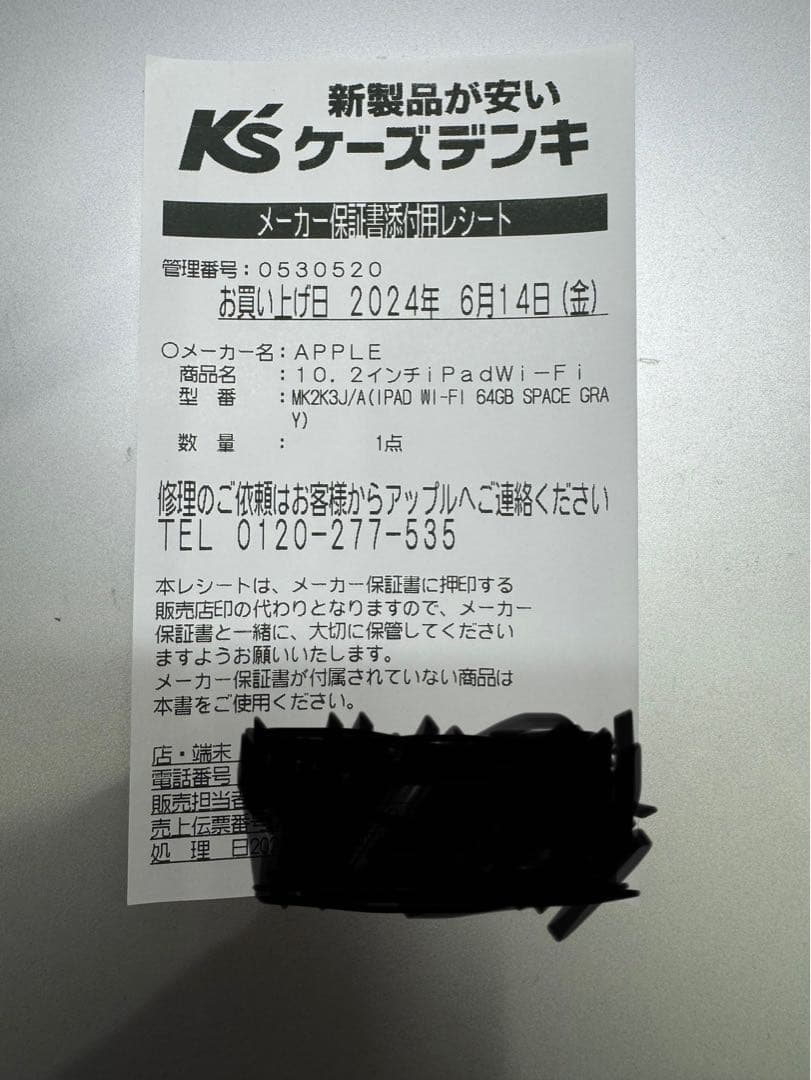 新製品が安い
K's ケーズデンキ
メーカー保証書添付用レシート
管理番号：0530520
お買い上げ日 2024年 6月14日(金)
○メーカー名：APPLE
商品名 ：10.2インチiPadWi-Fi
型 番 ：MK2K3J/A(IPAD WI-FI 64GB SPACE GRA
Y)
数 量 ： 1点
修理のご依頼はお客様からアップルへご連絡ください
TEL 0120-277-535
本レシートは、メーカー保証書に押印する
販売店印の代わりとなりますので、メーカー
保証書と一緒に、大切に保管してください
ますようお願いいたします。
メーカー保証書が付属されていない商品は
本書をご使用ください。
店・端末
電話番号
販売担当者
売上伝票番号
処 理 日202